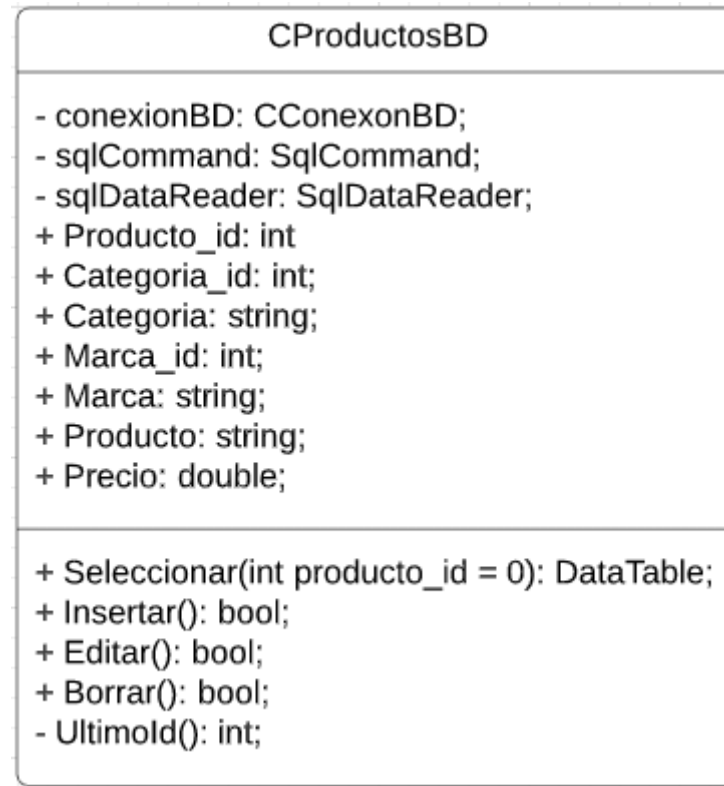 CProductosBD
- conexionBD: CConexonBD;
- sqlCommand: SqlCommand;
- sqlDataReader: SqlDataReader;
+ Producto_id: int
+ Categoria_id: int;
+ Categoria: string;
+ Marca_id: int;
+ Marca: string;
+ Producto: string;
+ Precio: double;
+ Seleccionar(int producto_id = 0): DataTable;
+ Insertar(): bool;
+ Editar(): bool;
+ Borrar(): bool;
- UltimoId(): int;